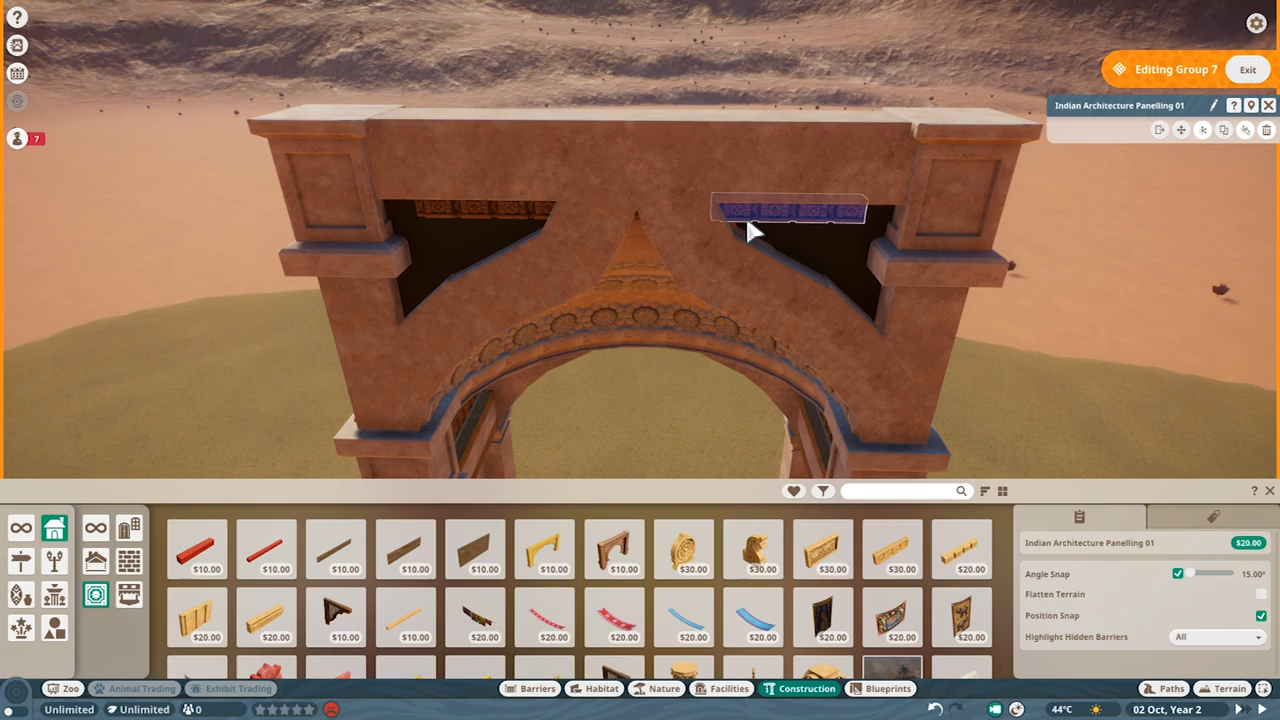 ?
Editing Group 7
Exit
Indian Architecture Panelling 01
?
7
?
$10.00
$10.00
$10.00
$10.00
$10.00
$10.00
$10.00
$30.00
$30.00
$30.00
$30.00
$20.00
$20.00
$20.00
$10.00
$20.00
$20.00
$20.00
$20.00
$20.00
$20.00
$20.00
$20.00
$20.00
Indian Architecture Panelling 01
$20.00
Angle Snap
15.00°
Flatten Terrain
Position Snap
Highlight Hidden Barriers
All
Zoo
Animal Trading
Exhibit Trading
Barriers
Habitat
Nature
Facilities
Construction
Blueprints
Paths
Terrain
Unlimited
Unlimited
0
44°C
02 Oct, Year 2